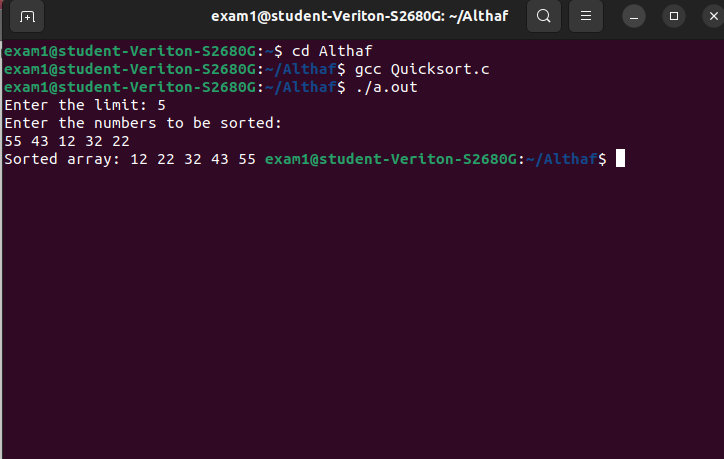 exam1@student-Veriton-S2680G: ~/Althaf
exam1@student-Veriton-S2680G:~$ cd Althaf
exam1@student-Veriton-S2680G:~/Althaf$ gcc Quicksort.c
exam1@student-Veriton-S2680G:~/Althaf$ ./a.out
Enter the limit: 5
Enter the numbers to be sorted:
55 43 12 32 22
Sorted array: 12 22 32 43 55 exam1@student-Veriton-S2680G:~/Althaf$